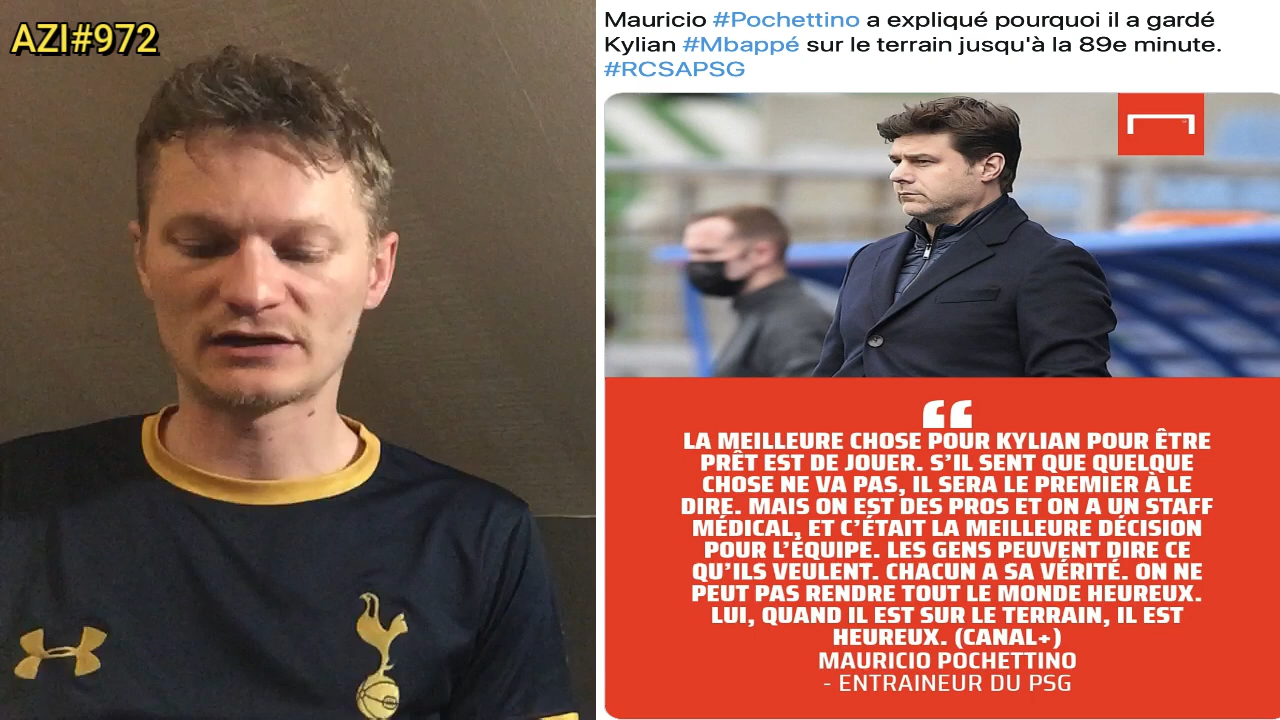 AZI#972
Mauricio #Pochettino a expliqué pourquoi il a gardé
Kylian #Mbappé sur le terrain jusqu'à la 89e minute.
#RCSAPSG
LA MEILLEURE CHOSE POUR KYLIAN POUR ÊTRE
PRÊT EST DE JOUER. S’IL SENT QUE QUELQUE
CHOSE NE VA PAS, IL SERA LE PREMIER À LE
DIRE. MAIS ON EST DES PROS ET ON A UN STAFF
MÉDICAL, ET C’ÉTAIT LA MEILLEURE DÉCISION
POUR L’ÉQUIPE. LES GENS PEUVENT DIRE CE
QU’ILS VEULENT. CHACUN A SA VÉRITÉ. ON NE
PEUT PAS RENDRE TOUT LE MONDE HEUREUX.
LUI, QUAND IL EST SUR LE TERRAIN, IL EST
HEUREUX. (CANAL+)
MAURICIO POCHETTINO
- ENTRAINEUR DU PSG